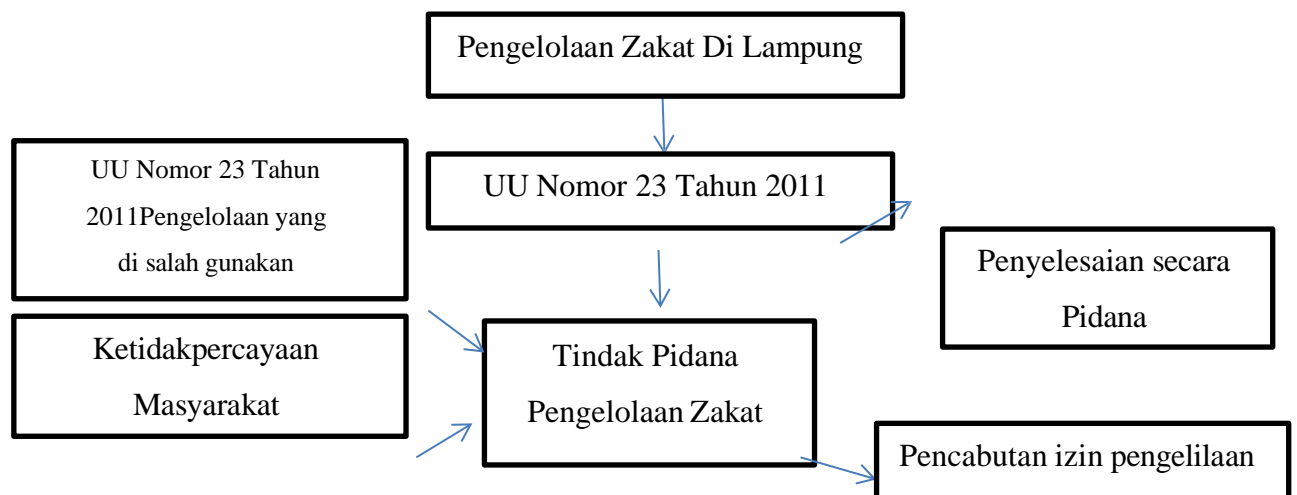 Pengelolaan Zakat Di Lampung
UU Nomor 23 Tahun
2011Pengelolaan yang
di salah gunakan
UU Nomor 23 Tahun 2011
Penyelesaian secara
Pidana
Ketidakpercayaan
Masyarakat
Tindak Pidana
Pengelolaan Zakat
Pencabutan izin pengelilaan